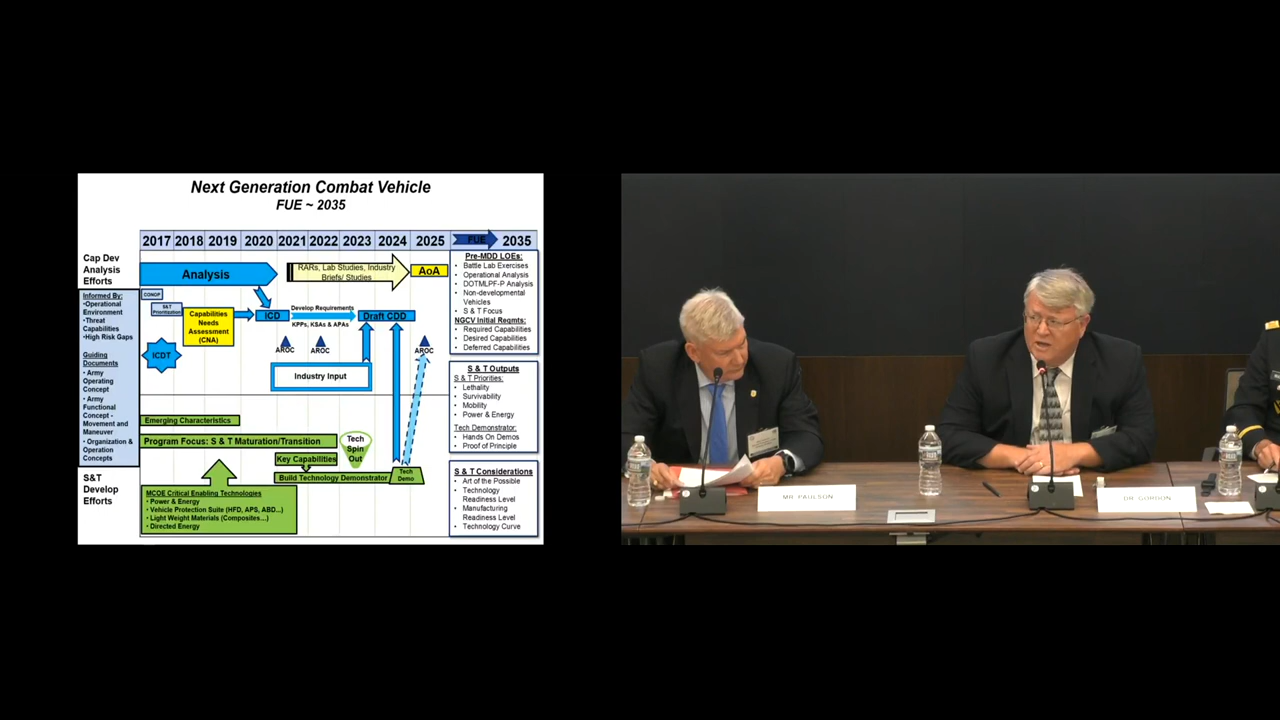 Next Generation Combat Vehicle
FUE ~ 2035
2017 2018 2019 2020 2021 2022 2023 2024 2025 FUE 2035
Cap Dev
Analysis
Efforts
Informed By:
•Operational
Environment
•Threat
Capabilities
•High Risk Gaps
Guiding
Documents
• Army
Operating
Concept
• Army
Functional
Concept -
Movement and
Maneuver
• Organization &
Operation
Concepts
S&T
Develop
Efforts
Analysis
RARs, Lab Studies, Industry
Briefs/ Studies
AoA
S&T
Prioritization
Capabilities
Needs
Assessment
(CNA)
ICDT
ICD
Develop Requirements
KPPs, KSAs & APAs
Draft CDD
AROC
AROC
AROC
Industry Input
Emerging Characteristics
Program Focus: S & T Maturation/Transition
Tech
Spin
Out
Key Capabilities
Build Technology Demonstrator
Tech
Demo
MCOE Critical Enabling Technologies
• Power & Energy
• Vehicle Protection Suite (HFD, APS, ABD...)
• Light Weight Materials (Composites...)
• Directed Energy
Pre-MDD LOEs:
• Battle Lab Exercises
• Operational Analysis
• DOTMLPF-P Analysis
• Non-developmental
Vehicles
• S & T Focus
NGCV Initial Reqmts:
• Required Capabilities
• Desired Capabilities
• Deferred Capabilities
S & T Outputs
S & T Priorities:
• Lethality
• Survivability
• Mobility
• Power & Energy
Tech Demonstrator:
• Hands On Demos
• Proof of Principle
S & T Considerations
• Art of the Possible
• Technology
Readiness Level
• Manufacturing
Readiness Level
• Technology Curve
MR. PAULSON
DR. GORDON